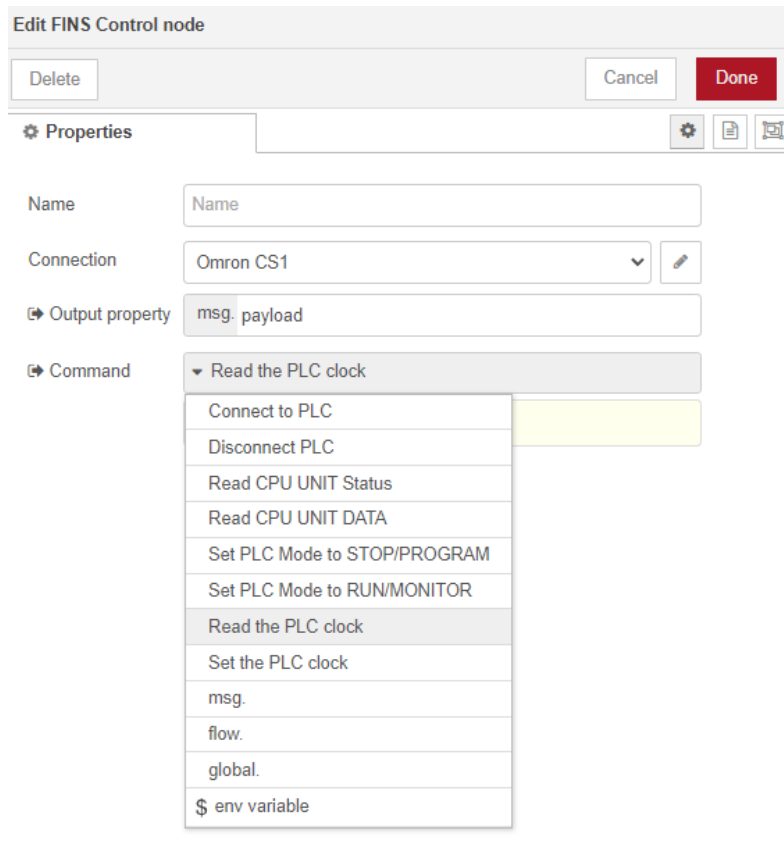 Edit FINS Control node
Delete
Cancel
Done
Properties
Name
Name
Connection
Omron CS1
Output property
msg. payload
Command
Read the PLC clock
Connect to PLC
Disconnect PLC
Read CPU UNIT Status
Read CPU UNIT DATA
Set PLC Mode to STOP/PROGRAM
Set PLC Mode to RUN/MONITOR
Read the PLC clock
Set the PLC clock
msg.
flow.
global.
$ env variable